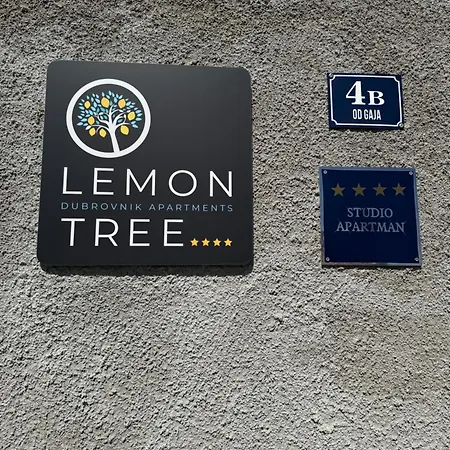 LEMON
DUBROVNIK APARTMENTS
TREE
4B
OD GAJA
STUDIO
APARTMAN